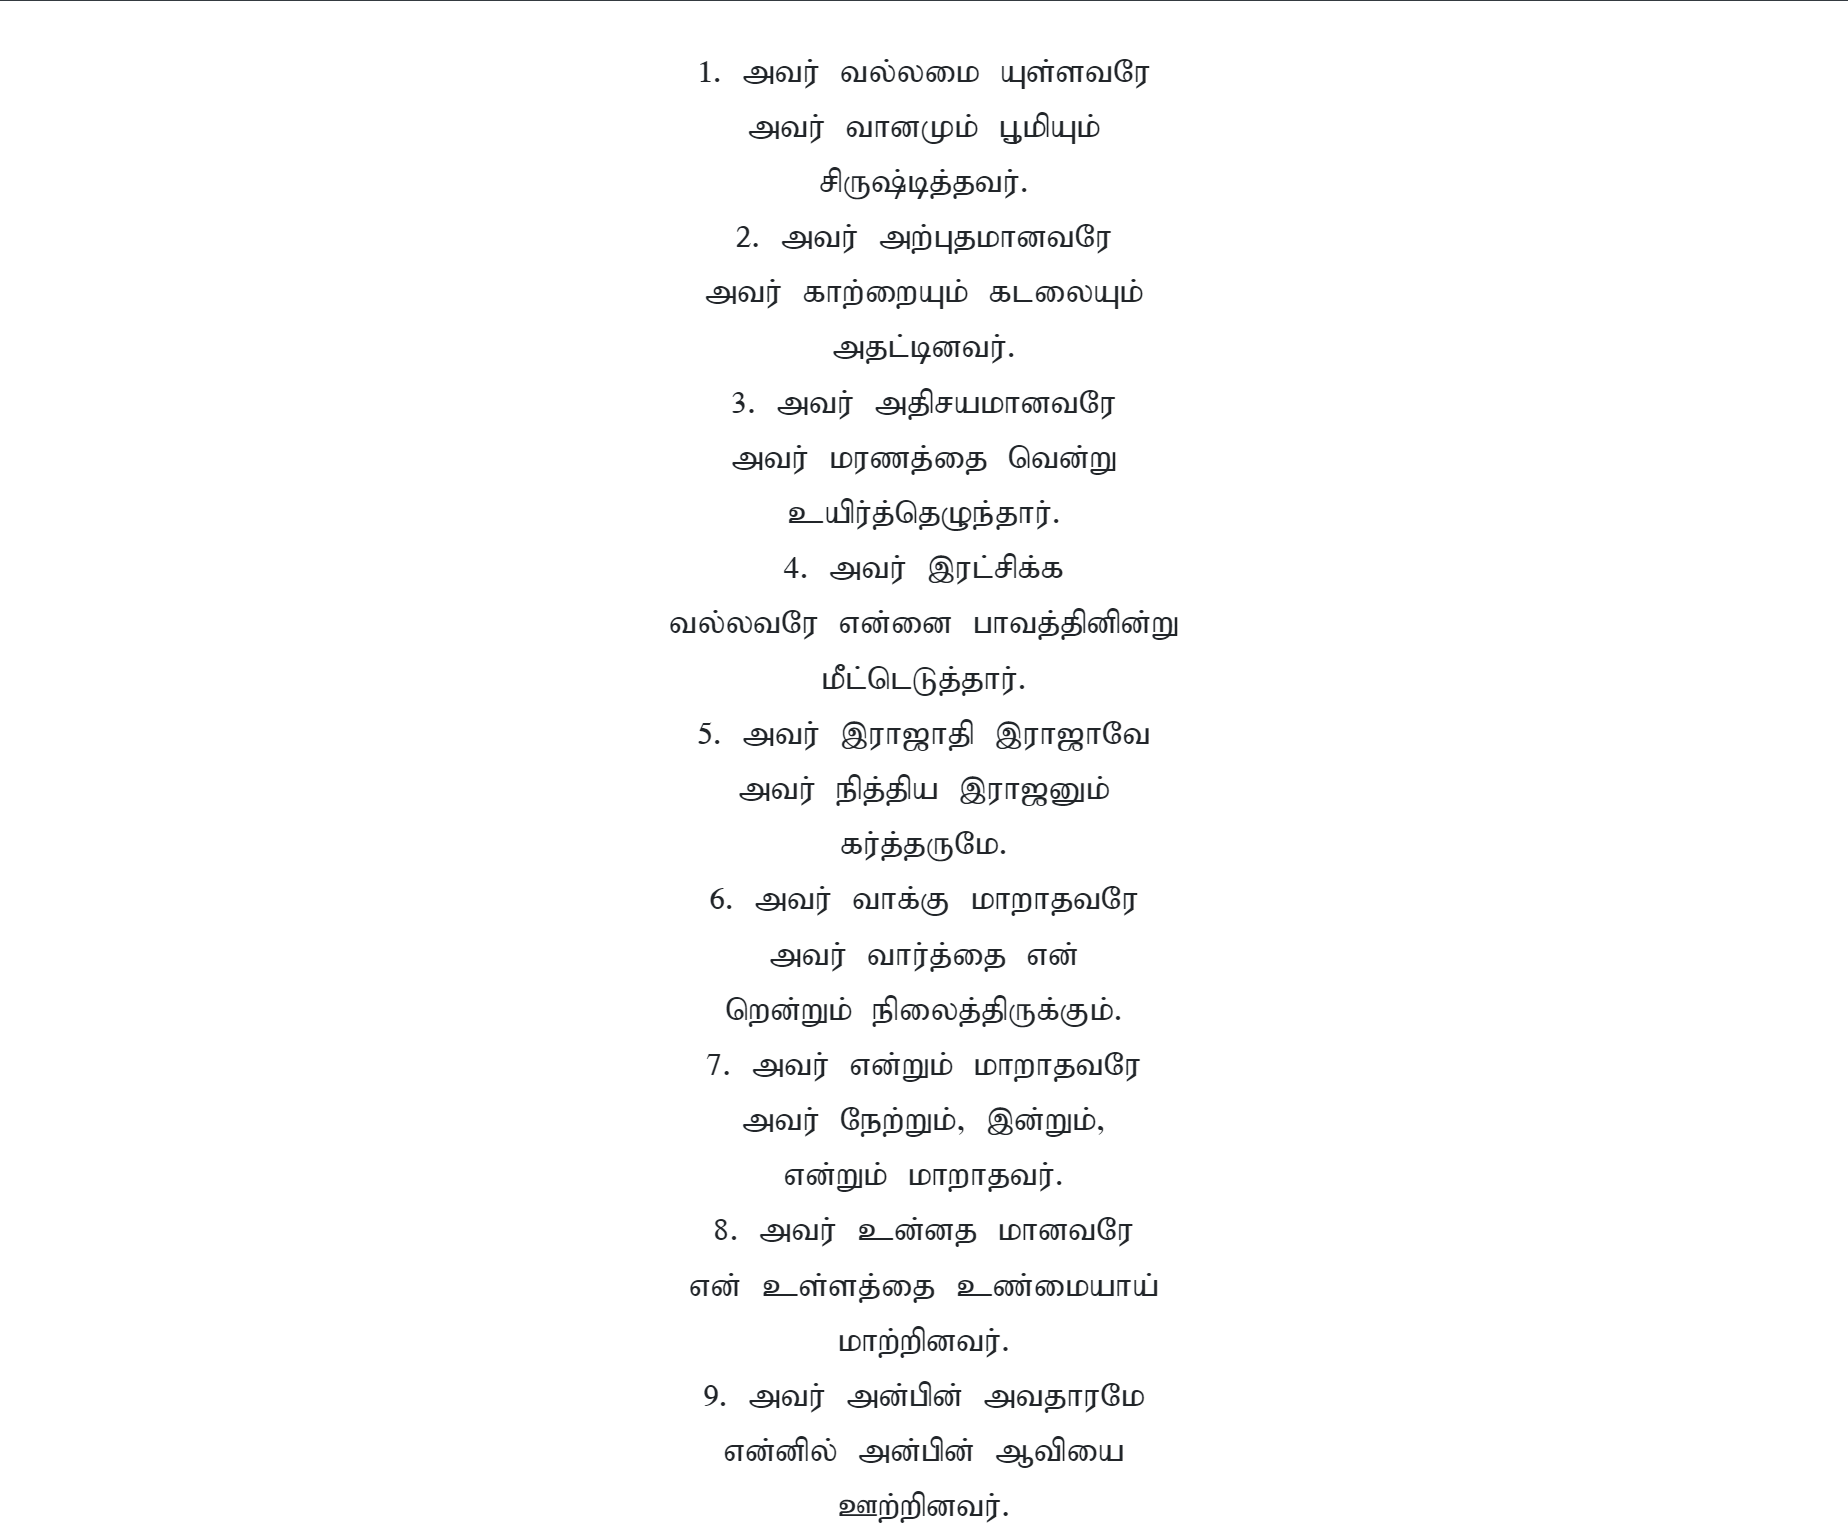 1. அவர் வல்லமை யுள்ளவரே
அவர் வானமும் பூமியும்
சிருஷ்டித்தவர்.
2. அவர் அற்புதமானவரே
அவர் காற்றையும் கடலையும்
அதட்டினவர்.
3. அவர் அதிசயமானவரே
அவர் மரணத்தை வென்று
உயிர்த்தெழுந்தார்.
4. அவர் இரட்சிக்க
வல்லவரே என்னை பாவத்தினின்று
மீட்டெடுத்தார்.
5. அவர் இராஜாதி இராஜாவே
அவர் நித்திய இராஜனும்
கர்த்தருமே.
6. அவர் வாக்கு மாறாதவரே
அவர் வார்த்தை என்
றென்றும் நிலைத்திருக்கும்.
7. அவர் என்றும் மாறாதவரே
அவர் நேற்றும், இன்றும்,
என்றும் மாறாதவர்.
8. அவர் உன்னத மானவரே
என் உள்ளத்தை உண்மையாய்
மாற்றினவர்.
9. அவர் அன்பின் அவதாரமே
என்னில் அன்பின் ஆவியை
ஊற்றினவர்.